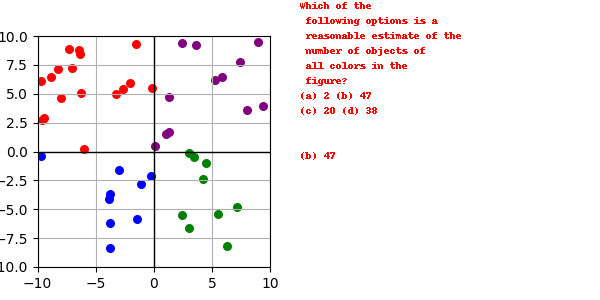 Which of the
following options is a
reasonable estimate of the
number of objects of
all colors in the
figure?
(a) 2 (b) 47
(c) 20 (d) 38
(b) 47
10.0
7.5
5.0
2.5
0.0
−2.5
−5.0
−7.5
−10.0
−10 −5 0 5 10